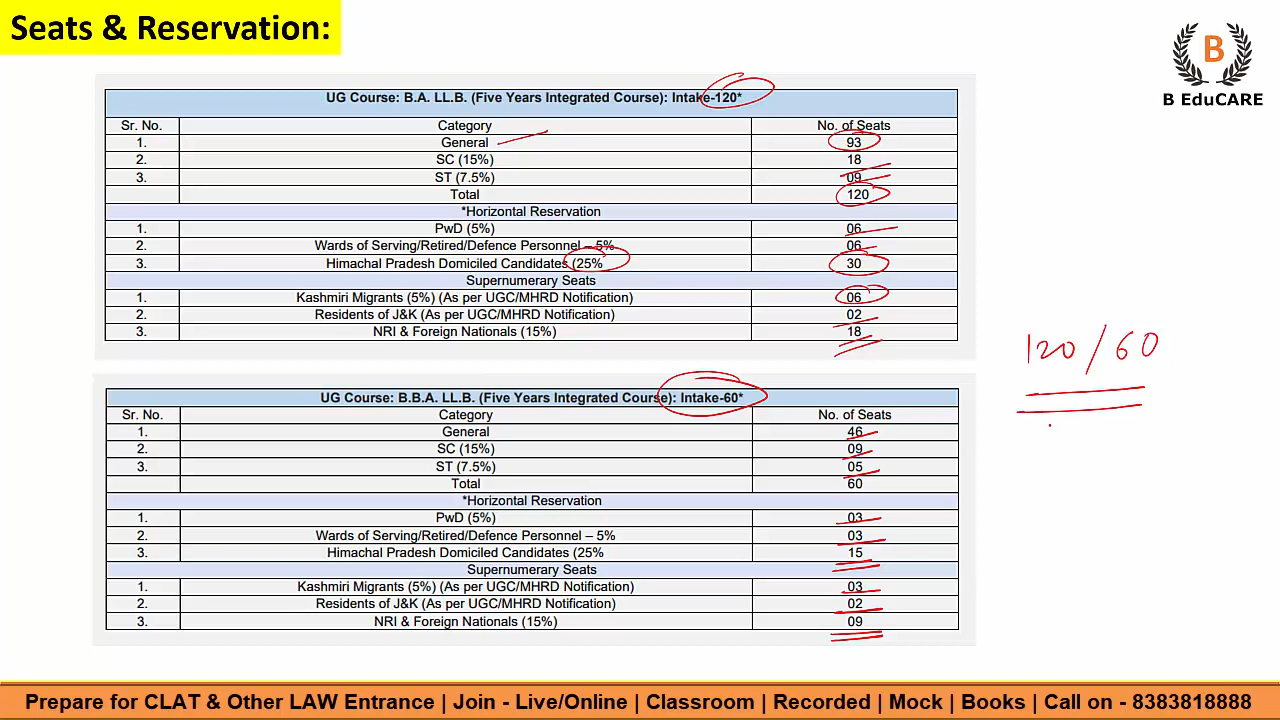 Seats & Reservation:
B
B EduCARE
UG Course: B.A. LL.B. (Five Years Integrated Course): Intake-120*
Sr. No. Category No. of Seats
1. General 93
2. SC (15%) 18
3. ST (7.5%) 09
Total 120
*Horizontal Reservation
1. PwD (5%) 06
2. Wards of Serving/Retired/Defence Personnel – 5% 06
3. Himachal Pradesh Domiciled Candidates (25% 30
Supernumerary Seats
1. Kashmiri Migrants (5%) (As per UGC/MHRD Notification) 06
2. Residents of J&K (As per UGC/MHRD Notification) 02
3. NRI & Foreign Nationals (15%) 18
120/60
UG Course: B.B.A. LL.B. (Five Years Integrated Course): Intake-60*
Sr. No. Category No. of Seats
1. General 46
2. SC (15%) 09
3. ST (7.5%) 05
Total 60
*Horizontal Reservation
1. PwD (5%) 03
2. Wards of Serving/Retired/Defence Personnel – 5% 03
3. Himachal Pradesh Domiciled Candidates (25% 15
Supernumerary Seats
1. Kashmiri Migrants (5%) (As per UGC/MHRD Notification) 03
2. Residents of J&K (As per UGC/MHRD Notification) 02
3. NRI & Foreign Nationals (15%) 09
Prepare for CLAT & Other LAW Entrance | Join - Live/Online | Classroom | Recorded | Mock | Books | Call on - 8383818888